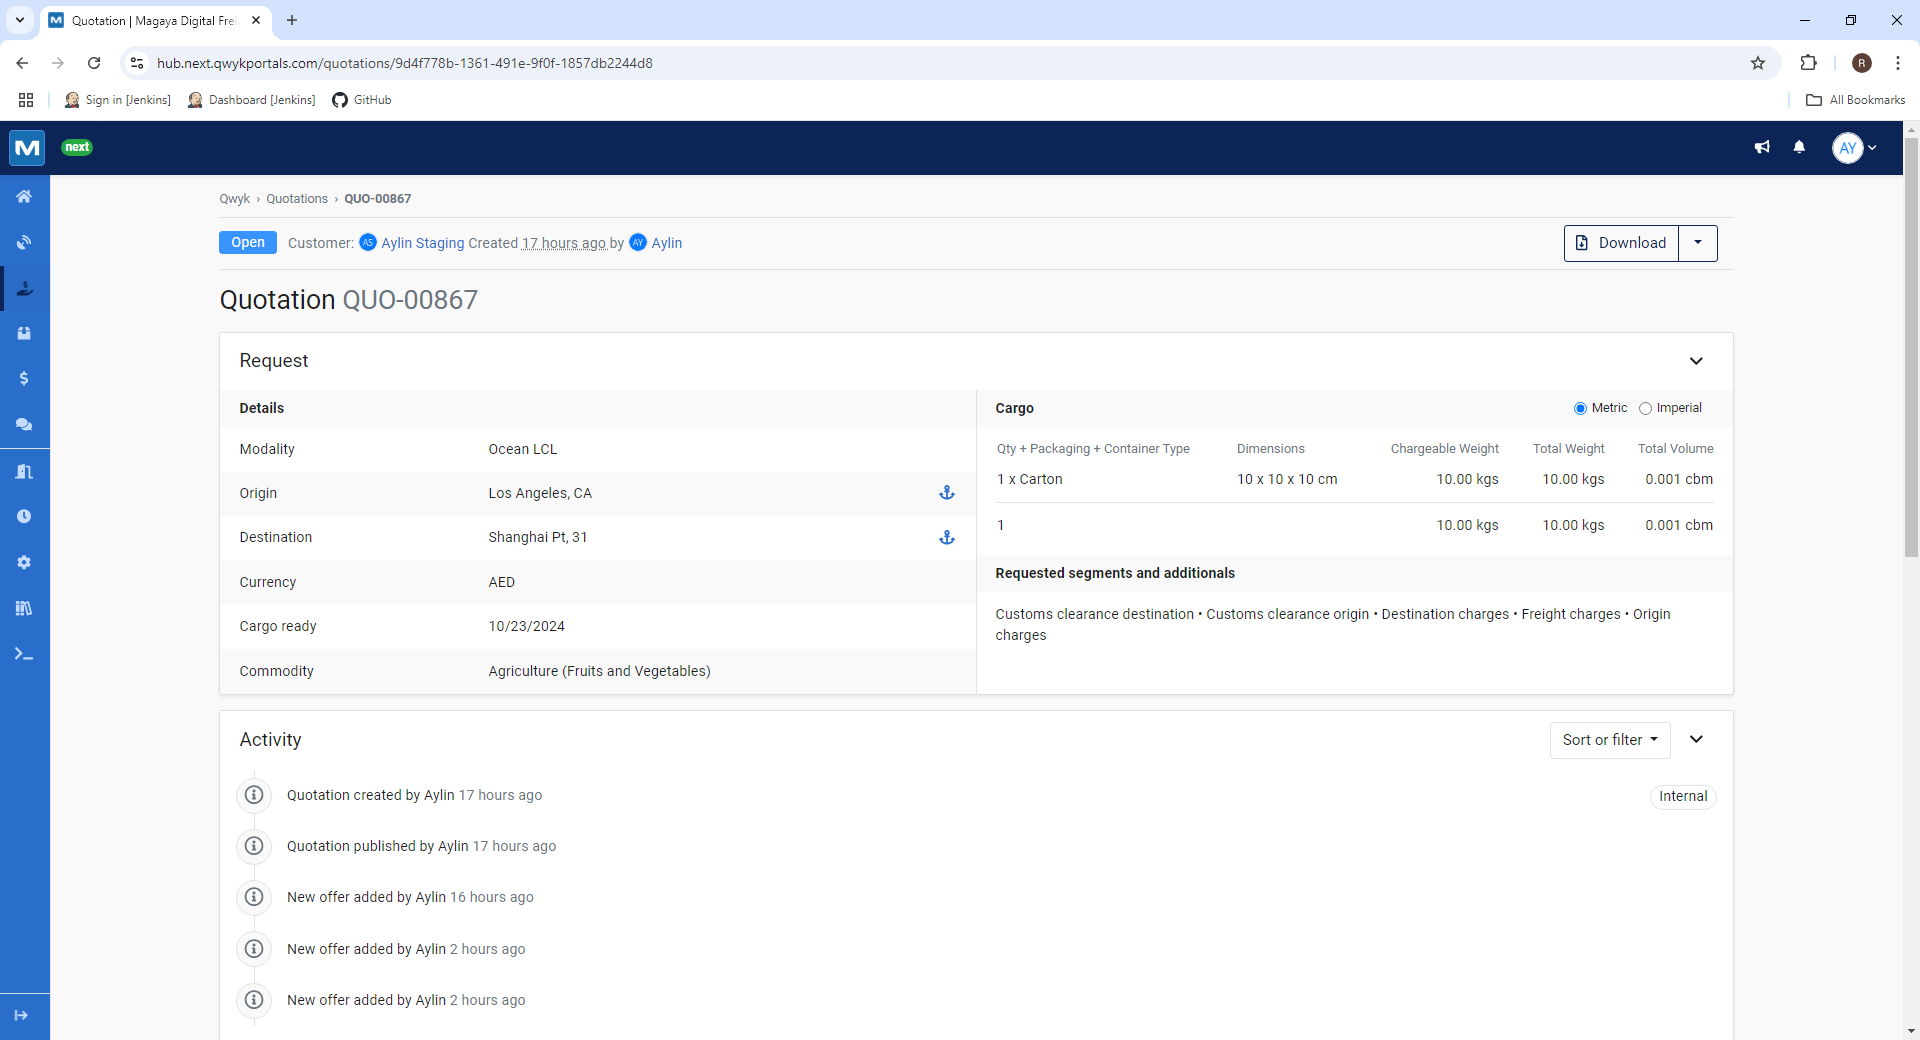 Quotation | Magaya Digital Frei
hub.next.qwykportals.com/quotations/9d4f778b-1361-491e-9f0f-1857db2244d8
R
Sign in [Jenkins]
Dashboard [Jenkins]
GitHub
All Bookmarks
next
AY
Qwyk › Quotations › QUO-00867
Open Customer: AS Aylin Staging Created 17 hours ago by AY Aylin
Download
Quotation QUO-00867
Request
Details
Modality Ocean LCL
Origin Los Angeles, CA
Destination Shanghai Pt, 31
Currency AED
Cargo ready 10/23/2024
Commodity Agriculture (Fruits and Vegetables)
Cargo Metric Imperial
Qty + Packaging + Container Type Dimensions Chargeable Weight Total Weight Total Volume
1 x Carton 10 x 10 x 10 cm 10.00 kgs 10.00 kgs 0.001 cbm
1 10.00 kgs 10.00 kgs 0.001 cbm
Requested segments and additionals
Customs clearance destination • Customs clearance origin • Destination charges • Freight charges • Origin
charges
Activity
Sort or filter
Quotation created by Aylin 17 hours ago
Internal
Quotation published by Aylin 17 hours ago
New offer added by Aylin 16 hours ago
New offer added by Aylin 2 hours ago
New offer added by Aylin 2 hours ago